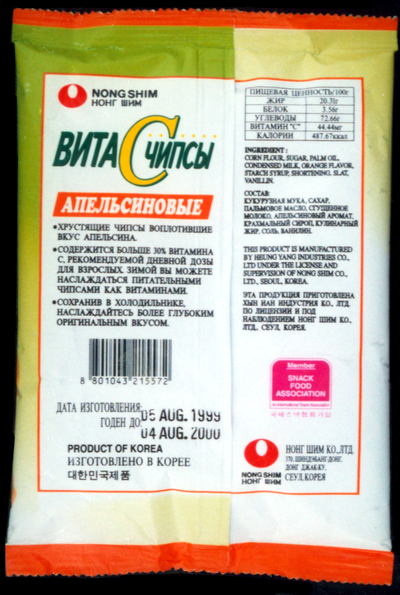 NONG SHIM
НОНГ ШИМ
ВИТА С ЧИПСЫ
АПЕЛЬСИНОВЫЕ
•ХРУСТЯЩИЕ ЧИПСЫ ВОПЛОТИВШИЕ
ВКУС АПЕЛЬСИНА.
•СОДЕРЖИТСЯ БОЛЬШЕ 30% ВИТАМИНА
С, РЕКОМЕНДУЕМОЙ ДНЕВНОЙ ДОЗЫ
ДЛЯ ВЗРОСЛЫХ. ЗИМОЙ ВЫ МОЖЕТЕ
НАСЛАЖДАТЬСЯ ПИТАТЕЛЬНЫМИ
ЧИПСАМИ КАК ВИТАМИНАМИ.
•СОХРАНИВ В ХОЛОДИЛЬНИКЕ,
НАСЛАЖДАЙТЕСЬ БОЛЕЕ ГЛУБОКИМ
ОРИГИНАЛЬНЫМ ВКУСОМ.
8 801043 215572
ДАТА ИЗГОТОВЛЕНИЯ: 05 AUG. 1999
ГОДЕН ДО 04 AUG. 2000
PRODUCT OF KOREA
ИЗГОТОВЛЕНО В КОРЕЕ
대한민국제품
ПИЩЕВАЯ ЦЕННОСТЬ/100г
ЖИР 20.3г
БЕЛОК 3.56г
УГЛЕВОДЫ 72.66г
ВИТАМИН "С" 44.44мг
КАЛОРИИ 487.67ккал
INGREDIENT :
CORN FLOUR, SUGAR, PALM OIL,
CONDENSED MILK, ORANGE FLAVOR,
STARCH SYRUP, SHORTENING, SLAT,
VANILLIN.
СОСТАВ:
КУКУРУЗНАЯ МУКА, САХАР,
ПАЛЬМОВОЕ МАСЛО, СГУЩЕННОЕ
МОЛОКО, АПЕЛЬСИНОВЫЙ АРОМАТ,
КРАХМАЛЬНЫЙ СИРОП, КУЛИНАРНЫЙ
ЖИР, СОЛЬ, ВАНИЛИН.
THIS PRODUCT IS MANUFACTURED
BY HEUNG YANG INDUSTRIES CO.,
LTD UNDER THE LICENSE AND
SUPERVISION OF NONG SHIM CO.,
LTD., SEOUL, KOREA.
ЭТА ПРОДУКЦИЯ ПРИГОТОВЛЕНА
ХЫН ИАН ИНДУСТРИЯ КО., ЛТД
ПО ЛИЦЕНЗИИ И ПОД
НАБЛЮДЕНИЕМ НОНГ ШИМ КО.,
ЛТД., СЕУЛ, КОРЕЯ.
Member
SNACK
FOOD
ASSOCIATION
NONG SHIM
НОНГ ШИМ
НОНГ ШИМ КО.,ЛТД.
СЕУЛ,КОРЕЯ